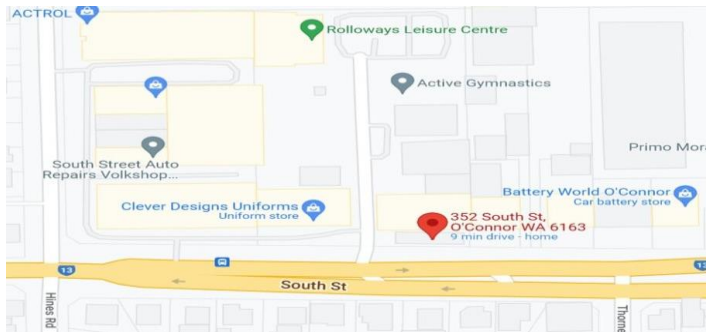 ACTROL
Rolloways Leisure Centre
Active Gymnastics
Primo Mor
South Street Auto
Repairs Volkshop...
Clever Designs Uniforms
Uniform store
Battery World O'Connor
Car battery store
352 South St,
O'Connor WA 6163
9 min drive - home
13
13
South St
Hines Rd
Thorne